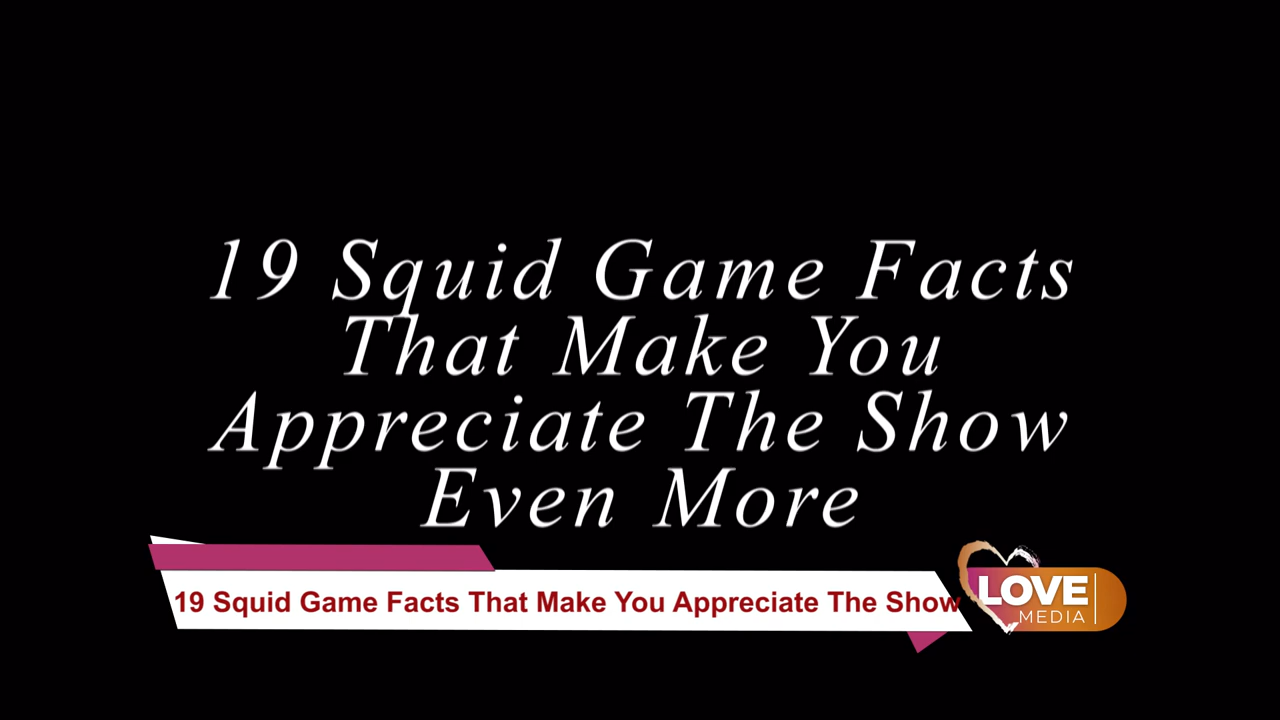 19 Squid Game Facts
That Make You
Appreciate The Show
Even More
19 Squid Game Facts That Make You Appreciate The Show
LOVE
MEDIA